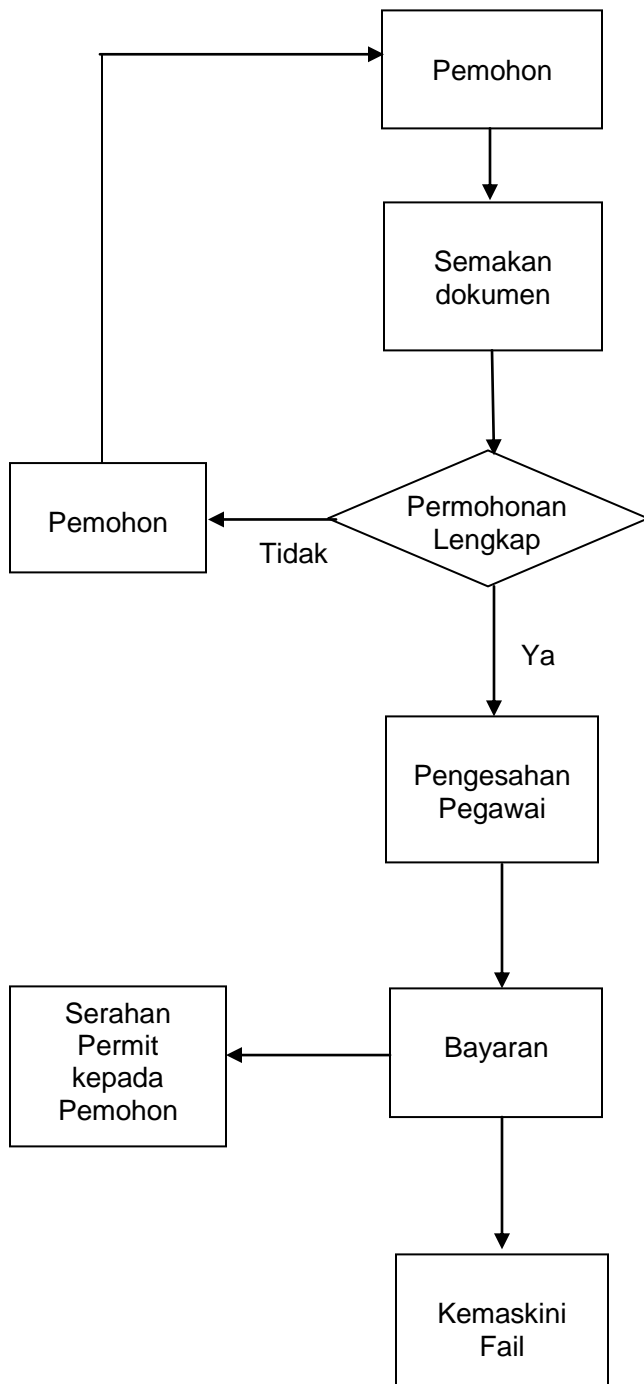 Pemohon
Semakan
dokumen
Permohonan
Lengkap
Pemohon
Tidak
Ya
Pengesahan
Pegawai
Bayaran
Serahan
Permit
kepada
Pemohon
Kemaskini
Fail